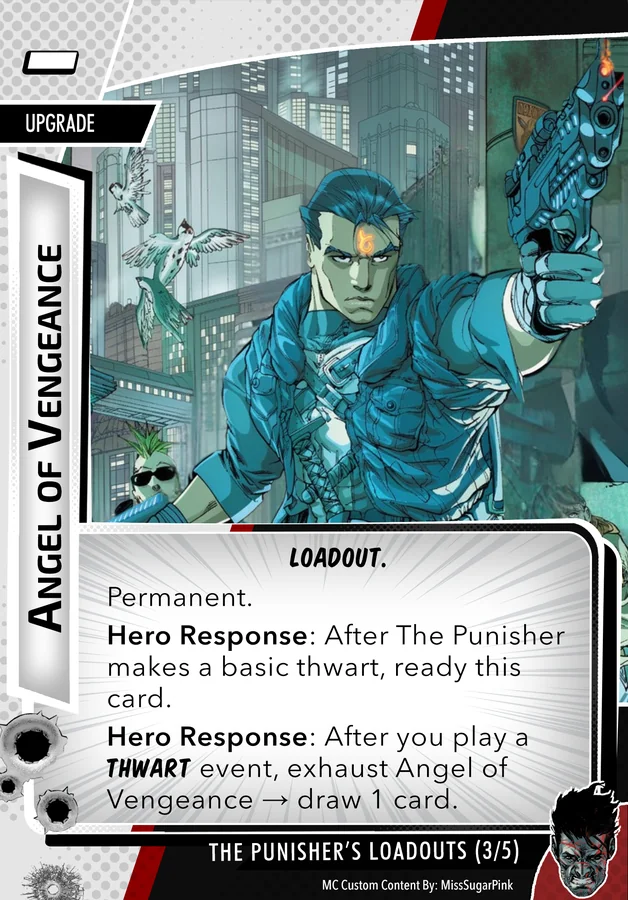 UPGRADE
ANGEL OF VENGEANCE
LOADOUT.
Permanent.
Hero Response: After The Punisher
makes a basic thwart, ready this
card.
Hero Response: After you play a
THWART event, exhaust Angel of
Vengeance → draw 1 card.
THE PUNISHER'S LOADOUTS (3/5)
MC Custom Content By: MissSugarPink